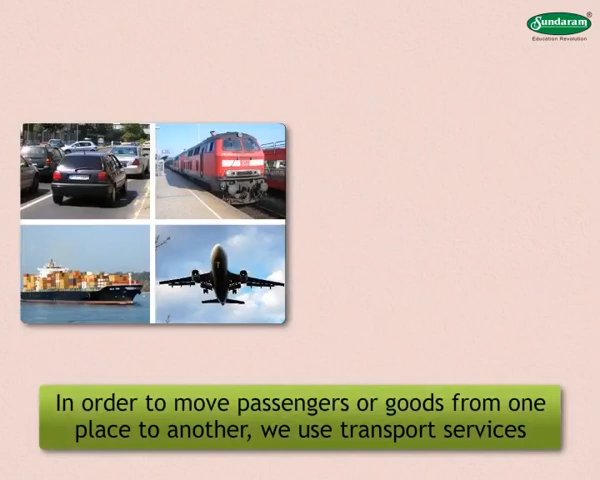 Sundaram®
Education Revolution
In order to move passengers or goods from one
place to another, we use transport services